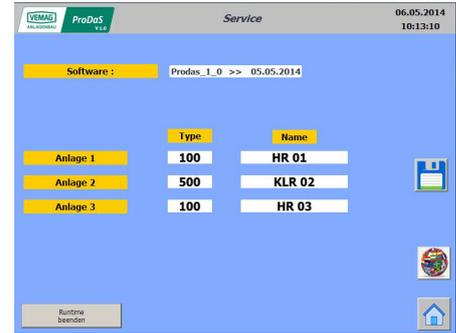 VEMAG
ANLAGENBAU
ProDaS
V 1.0
Service
06.05.2014
10:13:10
Software :
Prodas_1_0 >> 05.05.2014
Type
Name
Anlage 1
100
HR 01
Anlage 2
500
KLR 02
Anlage 3
100
HR 03
Runtime
beenden